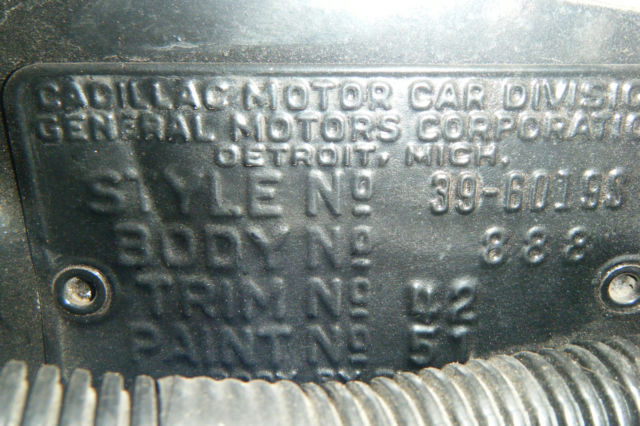 CADILLAC MOTOR CAR DIVISIO
GENERAL MOTORS CORPORATIO
DETROIT, MICH.
STYLE Nº 39-6019S
BODY Nº 888
TRIM Nº 42
PAINT Nº 51